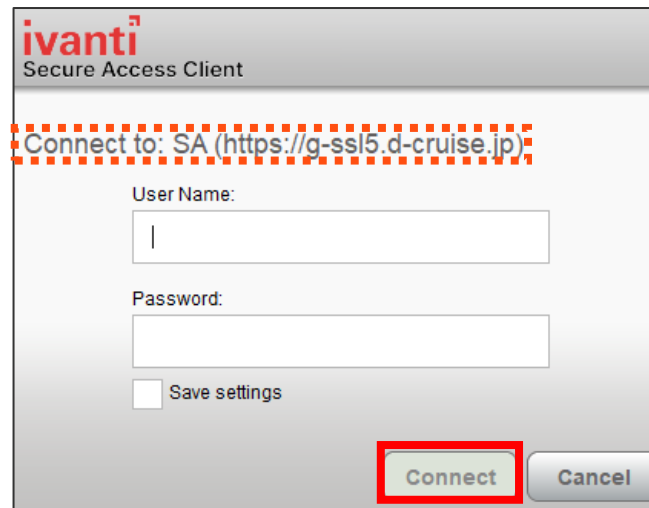 ivanti
Secure Access Client
Connect to: SA (https://g-ssl5.d-cruise.jp)
User Name:
Password:
Save settings
Connect
Cancel